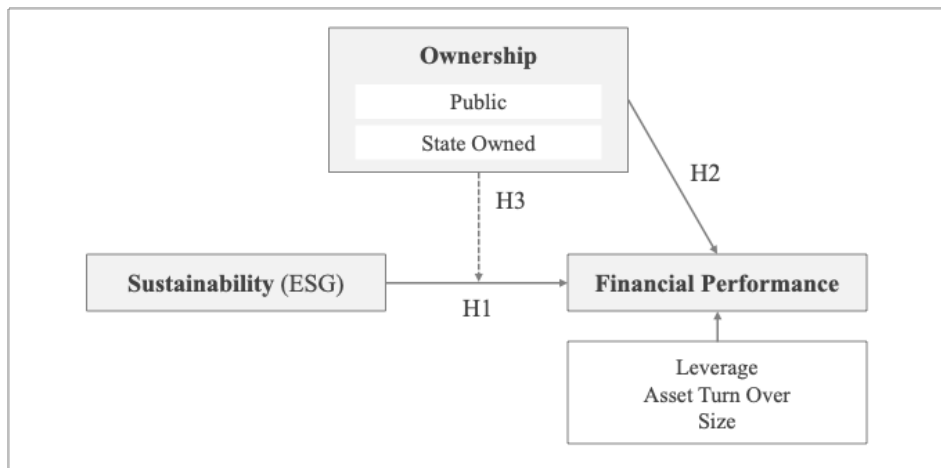 Ownership
Public
State Owned
H2
H3
Sustainability (ESG)
H1
Financial Performance
Leverage
Asset Turn Over
Size